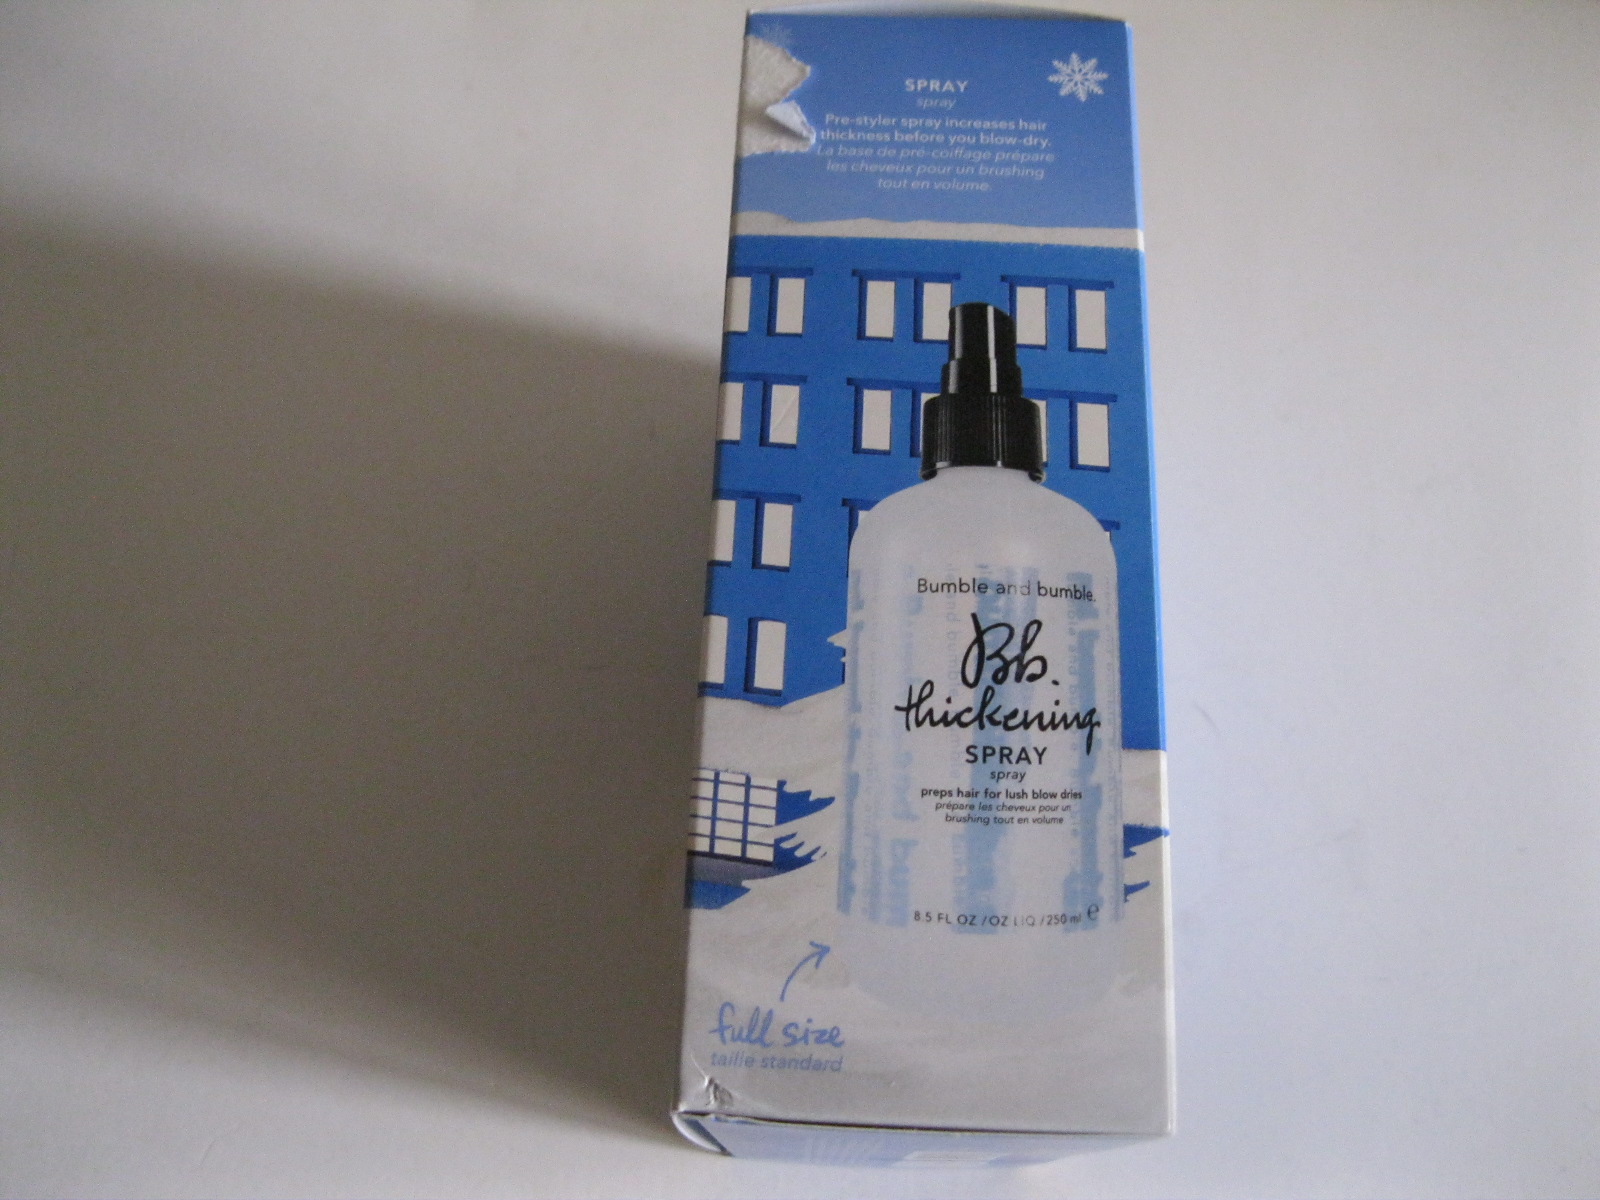 SPRAY
spray
Pre-styler spray increases hair
thickness before you blow-dry.
La base de pré-coiffage prépare
les cheveux pour un brushing
tout en volume.
Bumble and bumble.
Bb.
thickening
SPRAY
spray
preps hair for lush blow dries
prépare les cheveux pour un
brushing tout en volume
8.5 FL OZ / OZ LIQ / 250 ml ℮
full size
taille standard